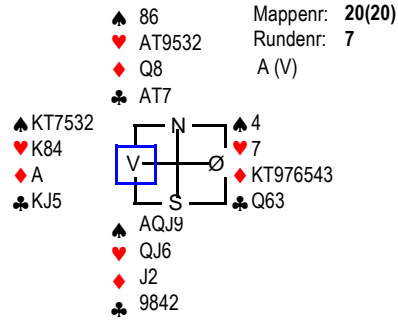 ♠ 86 Mappenr: 20(20)
♥ AT9532 Rundenr: 7
♦ Q8 A (V)
♣ AT7
♠ KT7532 N ♠ 4
♥ K84 ♥ 7
♦ A V Ø ♦ KT976543
♣ KJ5 S ♣ Q63
♠ AQJ9
♥ QJ6
♦ J2
♣ 9842